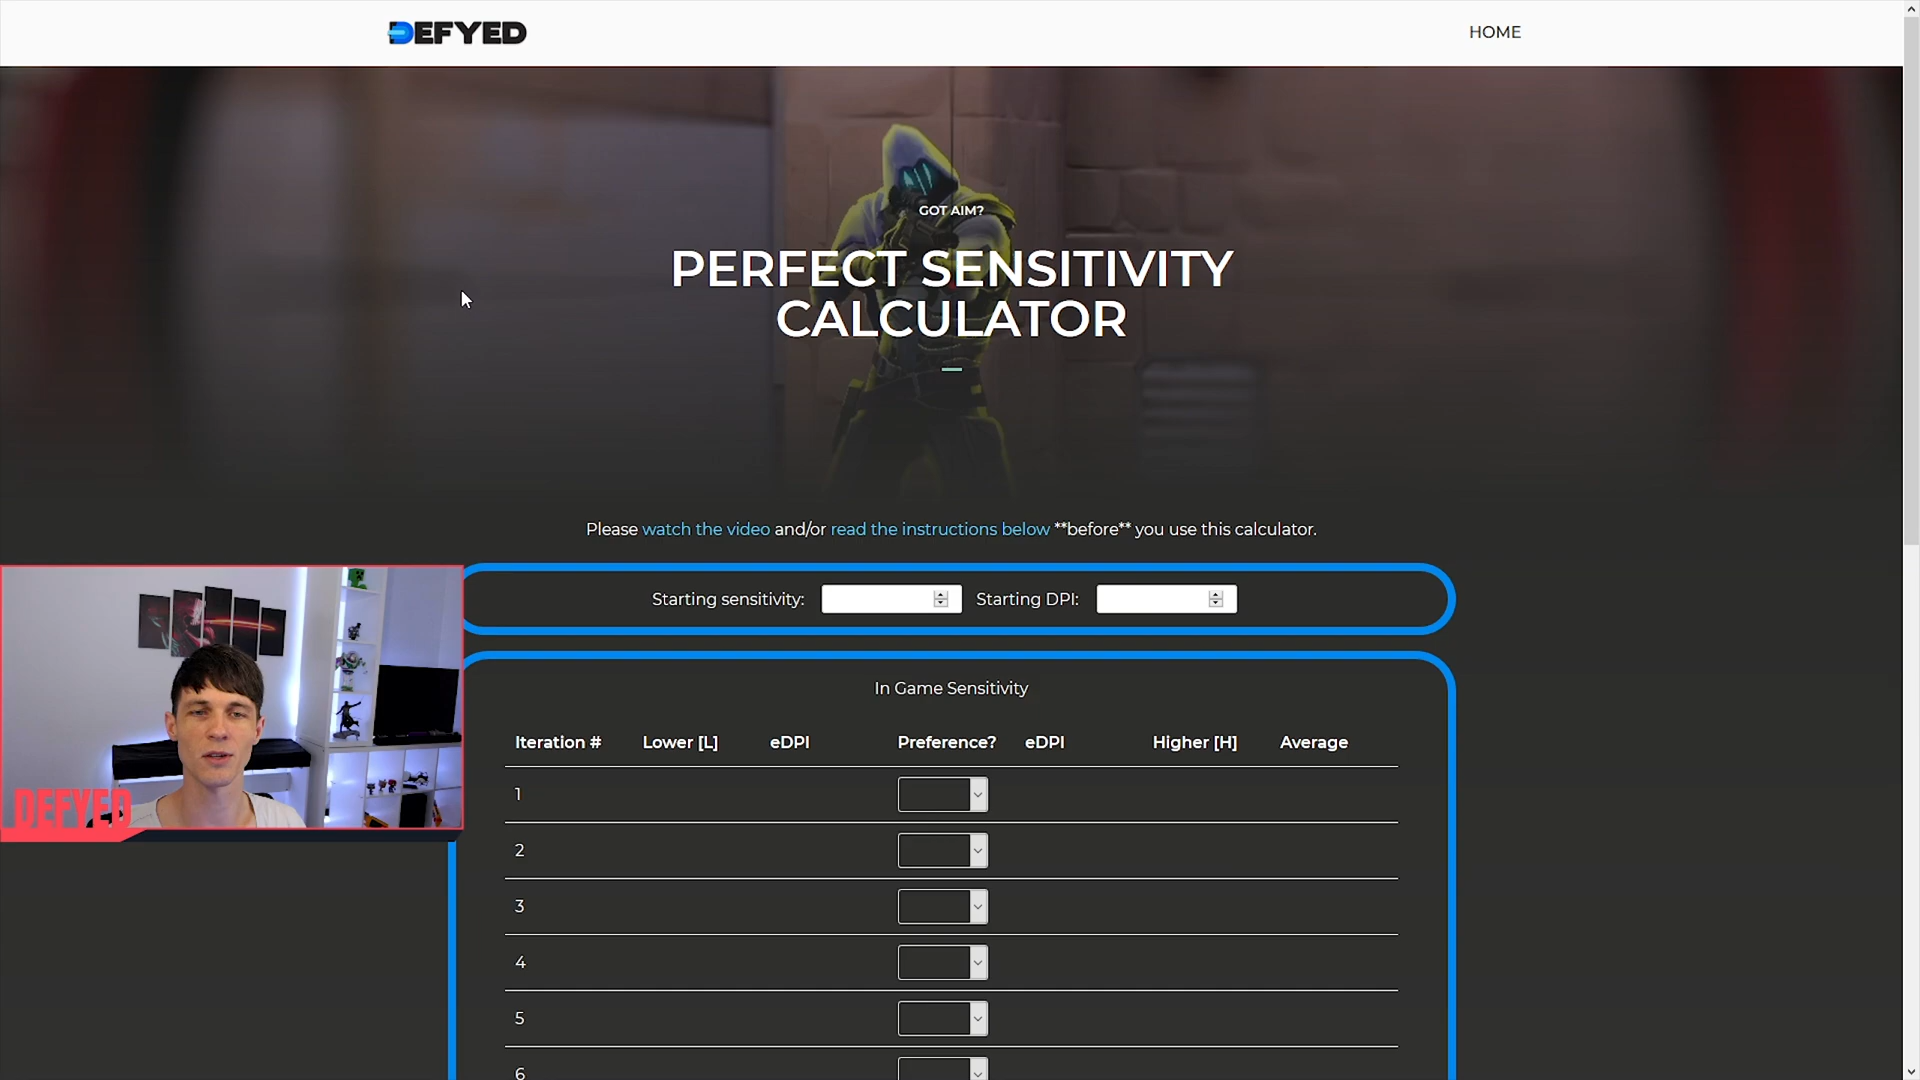 DEFYED
HOME
GOT AIM?
PERFECT SENSITIVITY
CALCULATOR
Please watch the video and/or read the instructions below **before** you use this calculator.
Starting sensitivity: Starting DPI:
In Game Sensitivity
Iteration # Lower [L] eDPI Preference? eDPI Higher [H] Average
1
2
3
4
5
6
DEFYED